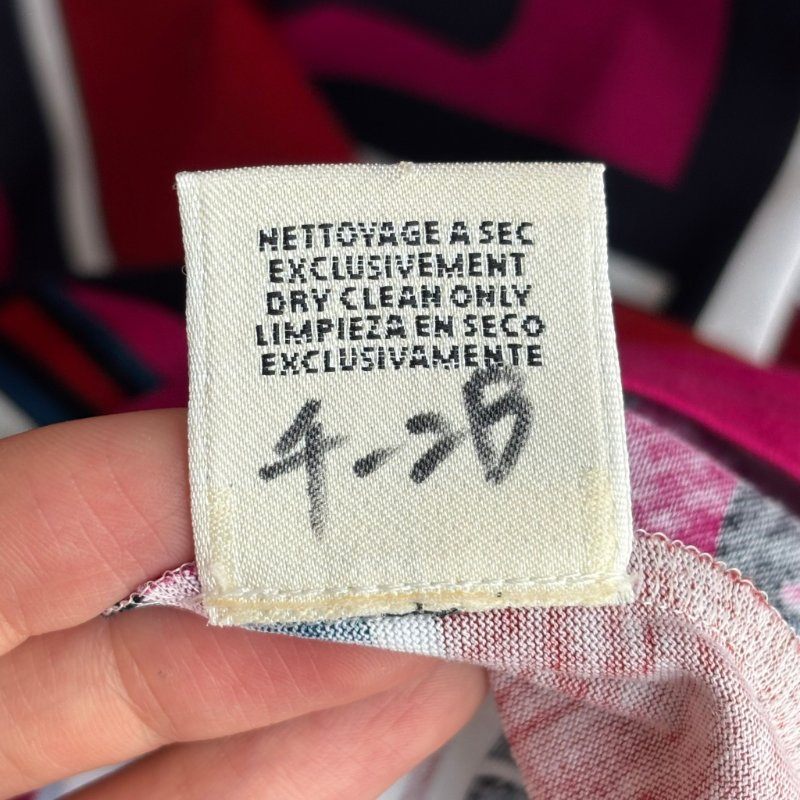 NETTOYAGE A SEC
EXCLUSIVEMENT
DRY CLEAN ONLY
LIMPIEZA EN SECO
EXCLUSIVAMENTE
4-28